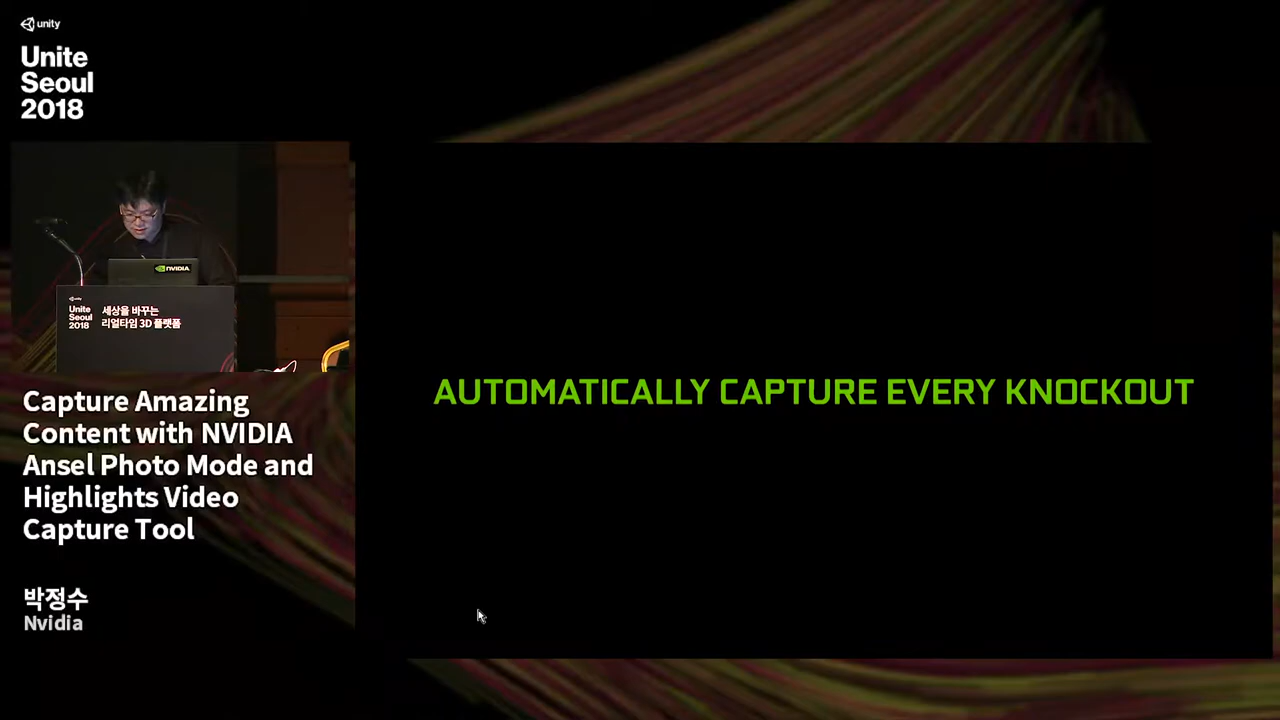 unity
Unite
Seoul
2018
NVIDIA
unity
Unite
Seoul
2018
세상을 바꾸는
리얼타임 3D 플랫폼
AUTOMATICALLY CAPTURE EVERY KNOCKOUT
Capture Amazing
Content with NVIDIA
Ansel Photo Mode and
Highlights Video
Capture Tool
박정수
Nvidia